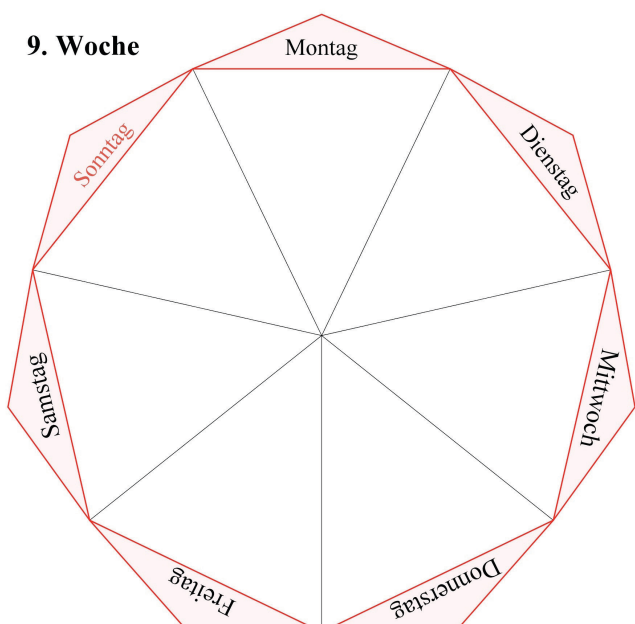 9. Woche
Montag
Dienstag
Mittwoch
Donnerstag
Freitag
Samstag
Sonntag